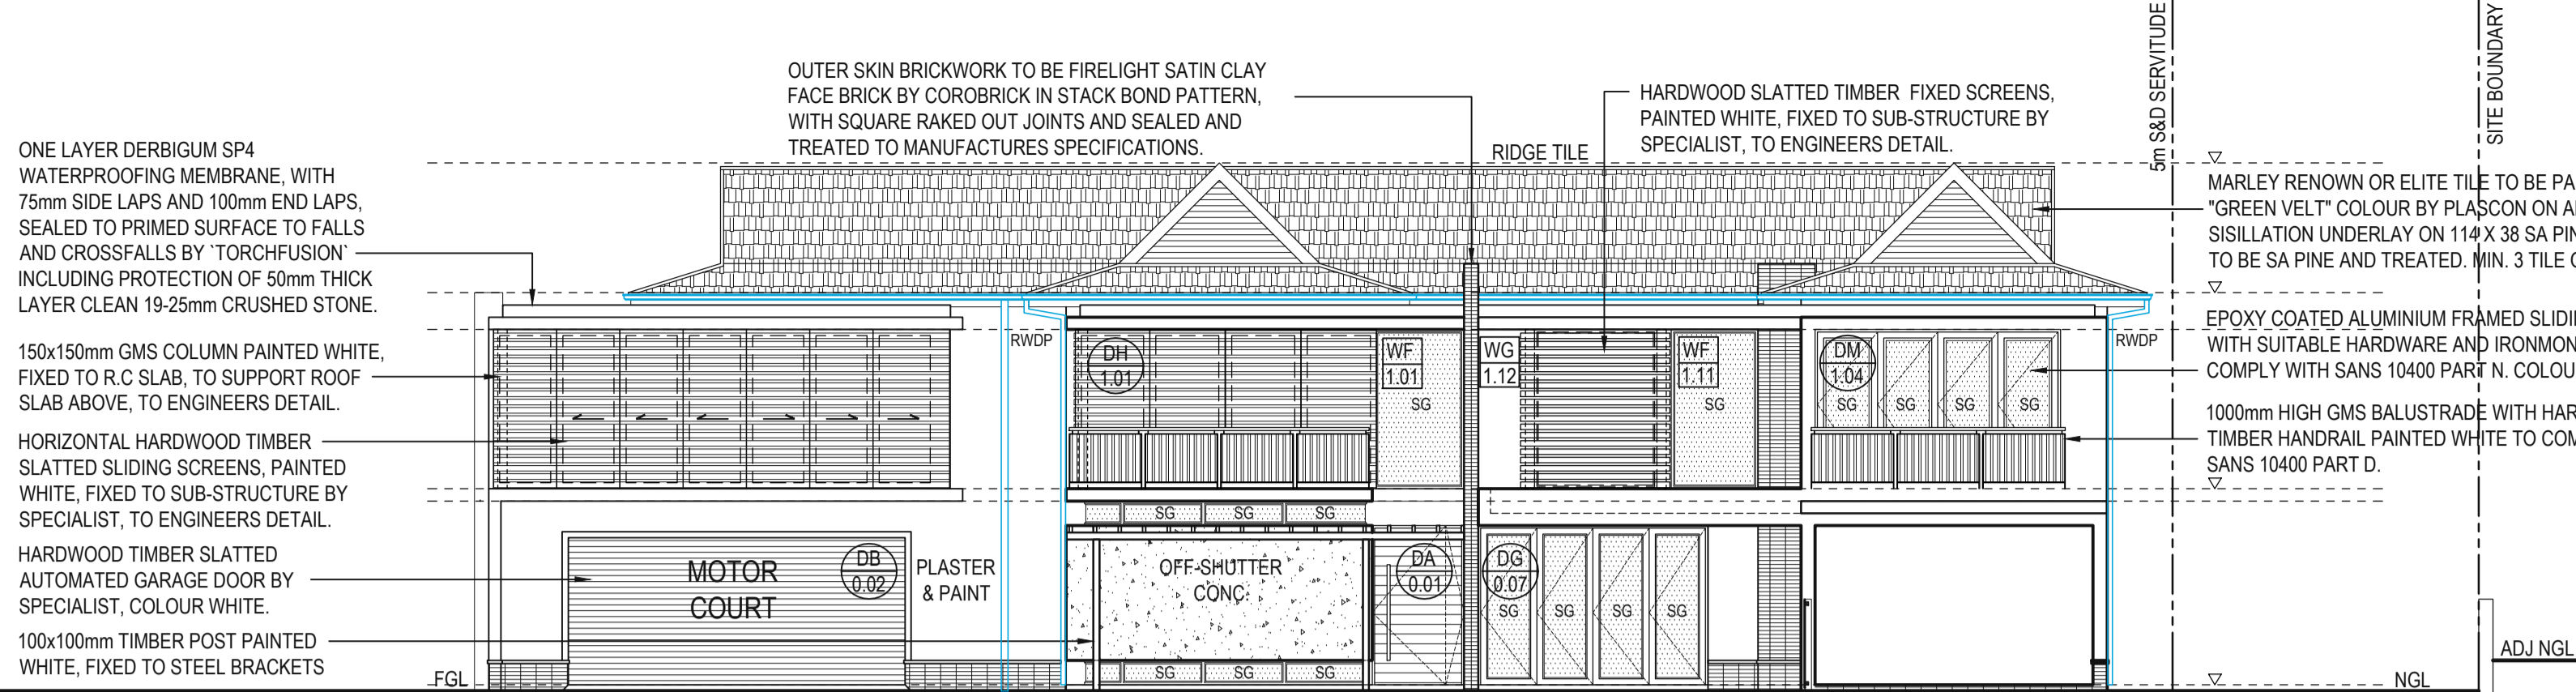 ONE LAYER DERBIGUM SP4
WATERPROOFING MEMBRANE, WITH
75mm SIDE LAPS AND 100mm END LAPS,
SEALED TO PRIMED SURFACE TO FALLS
AND CROSSFALLS BY `TORCHFUSION`
INCLUDING PROTECTION OF 50mm THICK
LAYER CLEAN 19-25mm CRUSHED STONE.
150x150mm GMS COLUMN PAINTED WHITE,
FIXED TO R.C SLAB, TO SUPPORT ROOF
SLAB ABOVE, TO ENGINEERS DETAIL.
HORIZONTAL HARDWOOD TIMBER
SLATTED SLIDING SCREENS, PAINTED
WHITE, FIXED TO SUB-STRUCTURE BY
SPECIALIST, TO ENGINEERS DETAIL.
HARDWOOD TIMBER SLATTED
AUTOMATED GARAGE DOOR BY
SPECIALIST, COLOUR WHITE.
100x100mm TIMBER POST PAINTED
WHITE, FIXED TO STEEL BRACKETS
FGL
OUTER SKIN BRICKWORK TO BE FIRELIGHT SATIN CLAY
FACE BRICK BY COROBRICK IN STACK BOND PATTERN,
WITH SQUARE RAKED OUT JOINTS AND SEALED AND
TREATED TO MANUFACTURES SPECIFICATIONS.
HARDWOOD SLATTED TIMBER FIXED SCREENS,
PAINTED WHITE, FIXED TO SUB-STRUCTURE BY
SPECIALIST, TO ENGINEERS DETAIL.
RIDGE TILE
RWDP
DH
1.01
WF
1.01
SG
WG
1.12
WF
1.11
SG
DM
1.04
SG SG SG SG
RWDP
SG SG SG
MOTOR
COURT
DB
0.02
PLASTER
& PAINT
OFF-SHUTTER
CONC.
DA
0.01
DG
0.07
SG SG SG SG
SG SG SG
5m S&D SERVITUDE
SITE BOUNDARY
MARLEY RENOWN OR ELITE TILE TO BE PA
"GREEN VELT" COLOUR BY PLASCON ON A
SISILLATION UNDERLAY ON 114 X 38 SA PIN
TO BE SA PINE AND TREATED. MIN. 3 TILE
EPOXY COATED ALUMINIUM FRAMED SLIDI
WITH SUITABLE HARDWARE AND IRONMON
COMPLY WITH SANS 10400 PART N. COLOU
1000mm HIGH GMS BALUSTRADE WITH HAR
TIMBER HANDRAIL PAINTED WHITE TO COM
SANS 10400 PART D.
ADJ NGL
NGL